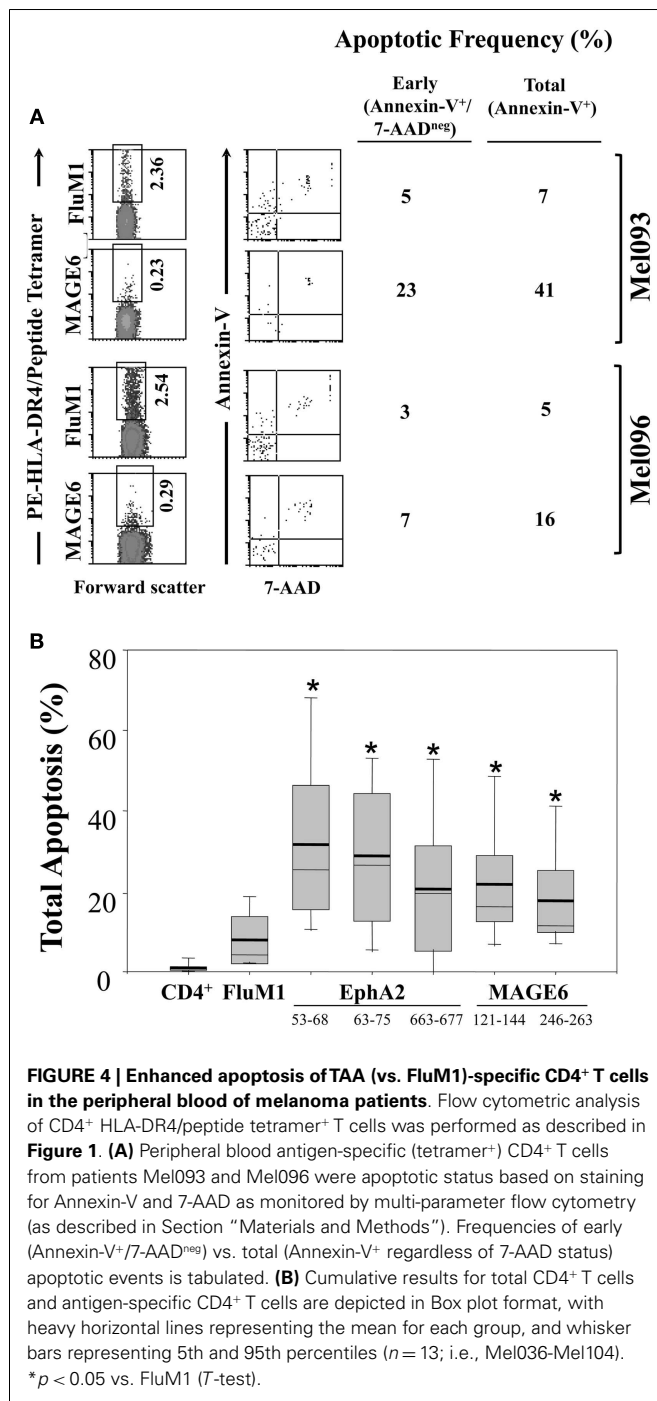 Apoptotic Frequency (%)
Early
(Annexin-V⁺/
7-AADⁿᵉᵍ)
Total
(Annexin-V⁺)
A
PE-HLA-DR4/Peptide Tetramer
FluM1
2.36
5
7
MAGE6
0.23
23
41
Mel093
FluM1
2.54
3
5
MAGE6
0.29
7
16
Mel096
Annexin-V
Forward scatter
7-AAD
B
Total Apoptosis (%)
80
60
40
20
0
*
*
*
*
*
CD4⁺
FluM1
EphA2
MAGE6
53-68
63-75
663-677
121-144
246-263
FIGURE 4 | Enhanced apoptosis of TAA (vs. FluM1)-specific CD4⁺ T cells
in the peripheral blood of melanoma patients. Flow cytometric analysis
of CD4⁺ HLA-DR4/peptide tetramer⁺ T cells was performed as described in
Figure 1. (A) Peripheral blood antigen-specific (tetramer⁺) CD4⁺ T cells
from patients Mel093 and Mel096 were apoptotic status based on staining
for Annexin-V and 7-AAD as monitored by multi-parameter flow cytometry
(as described in Section “Materials and Methods”). Frequencies of early
(Annexin-V⁺/7-AADⁿᵉᵍ) vs. total (Annexin-V⁺ regardless of 7-AAD status)
apoptotic events is tabulated. (B) Cumulative results for total CD4⁺ T cells
and antigen-specific CD4⁺ T cells are depicted in Box plot format, with
heavy horizontal lines representing the mean for each group, and whisker
bars representing 5th and 95th percentiles (n = 13; i.e., Mel036-Mel104).
*p < 0.05 vs. FluM1 (T-test).